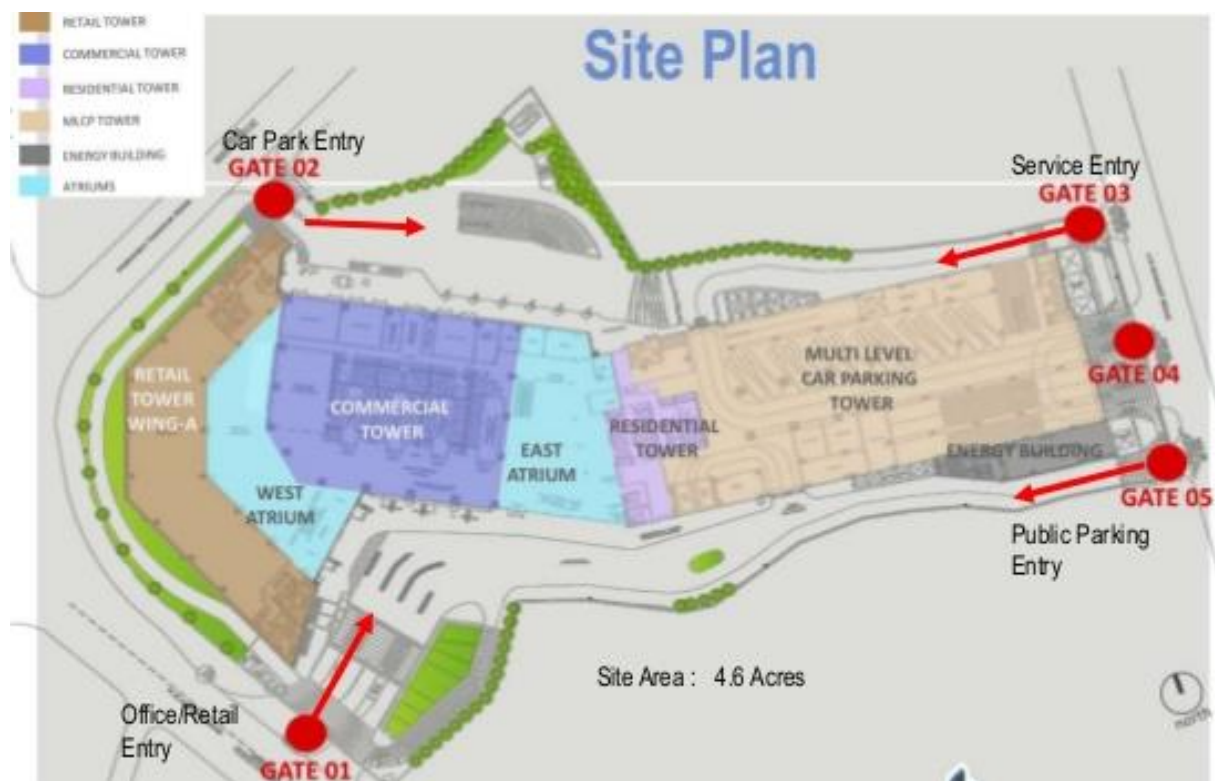 RETAIL TOWER
COMMERCIAL TOWER
RESIDENTIAL TOWER
MLCP TOWER
ENERGY BUILDING
ATRIUMS
Site Plan
Car Park Entry
GATE 02
Service Entry
GATE 03
RETAIL
TOWER
WING-A
COMMERCIAL
TOWER
WEST
ATRIUM
EAST
ATRIUM
RESIDENTIAL
TOWER
MULTI LEVEL
CAR PARKING
TOWER
GATE 04
ENERGY BUILDING
GATE 05
Public Parking
Entry
Site Area : 4.6 Acres
Office/Retail
Entry
GATE 01
north